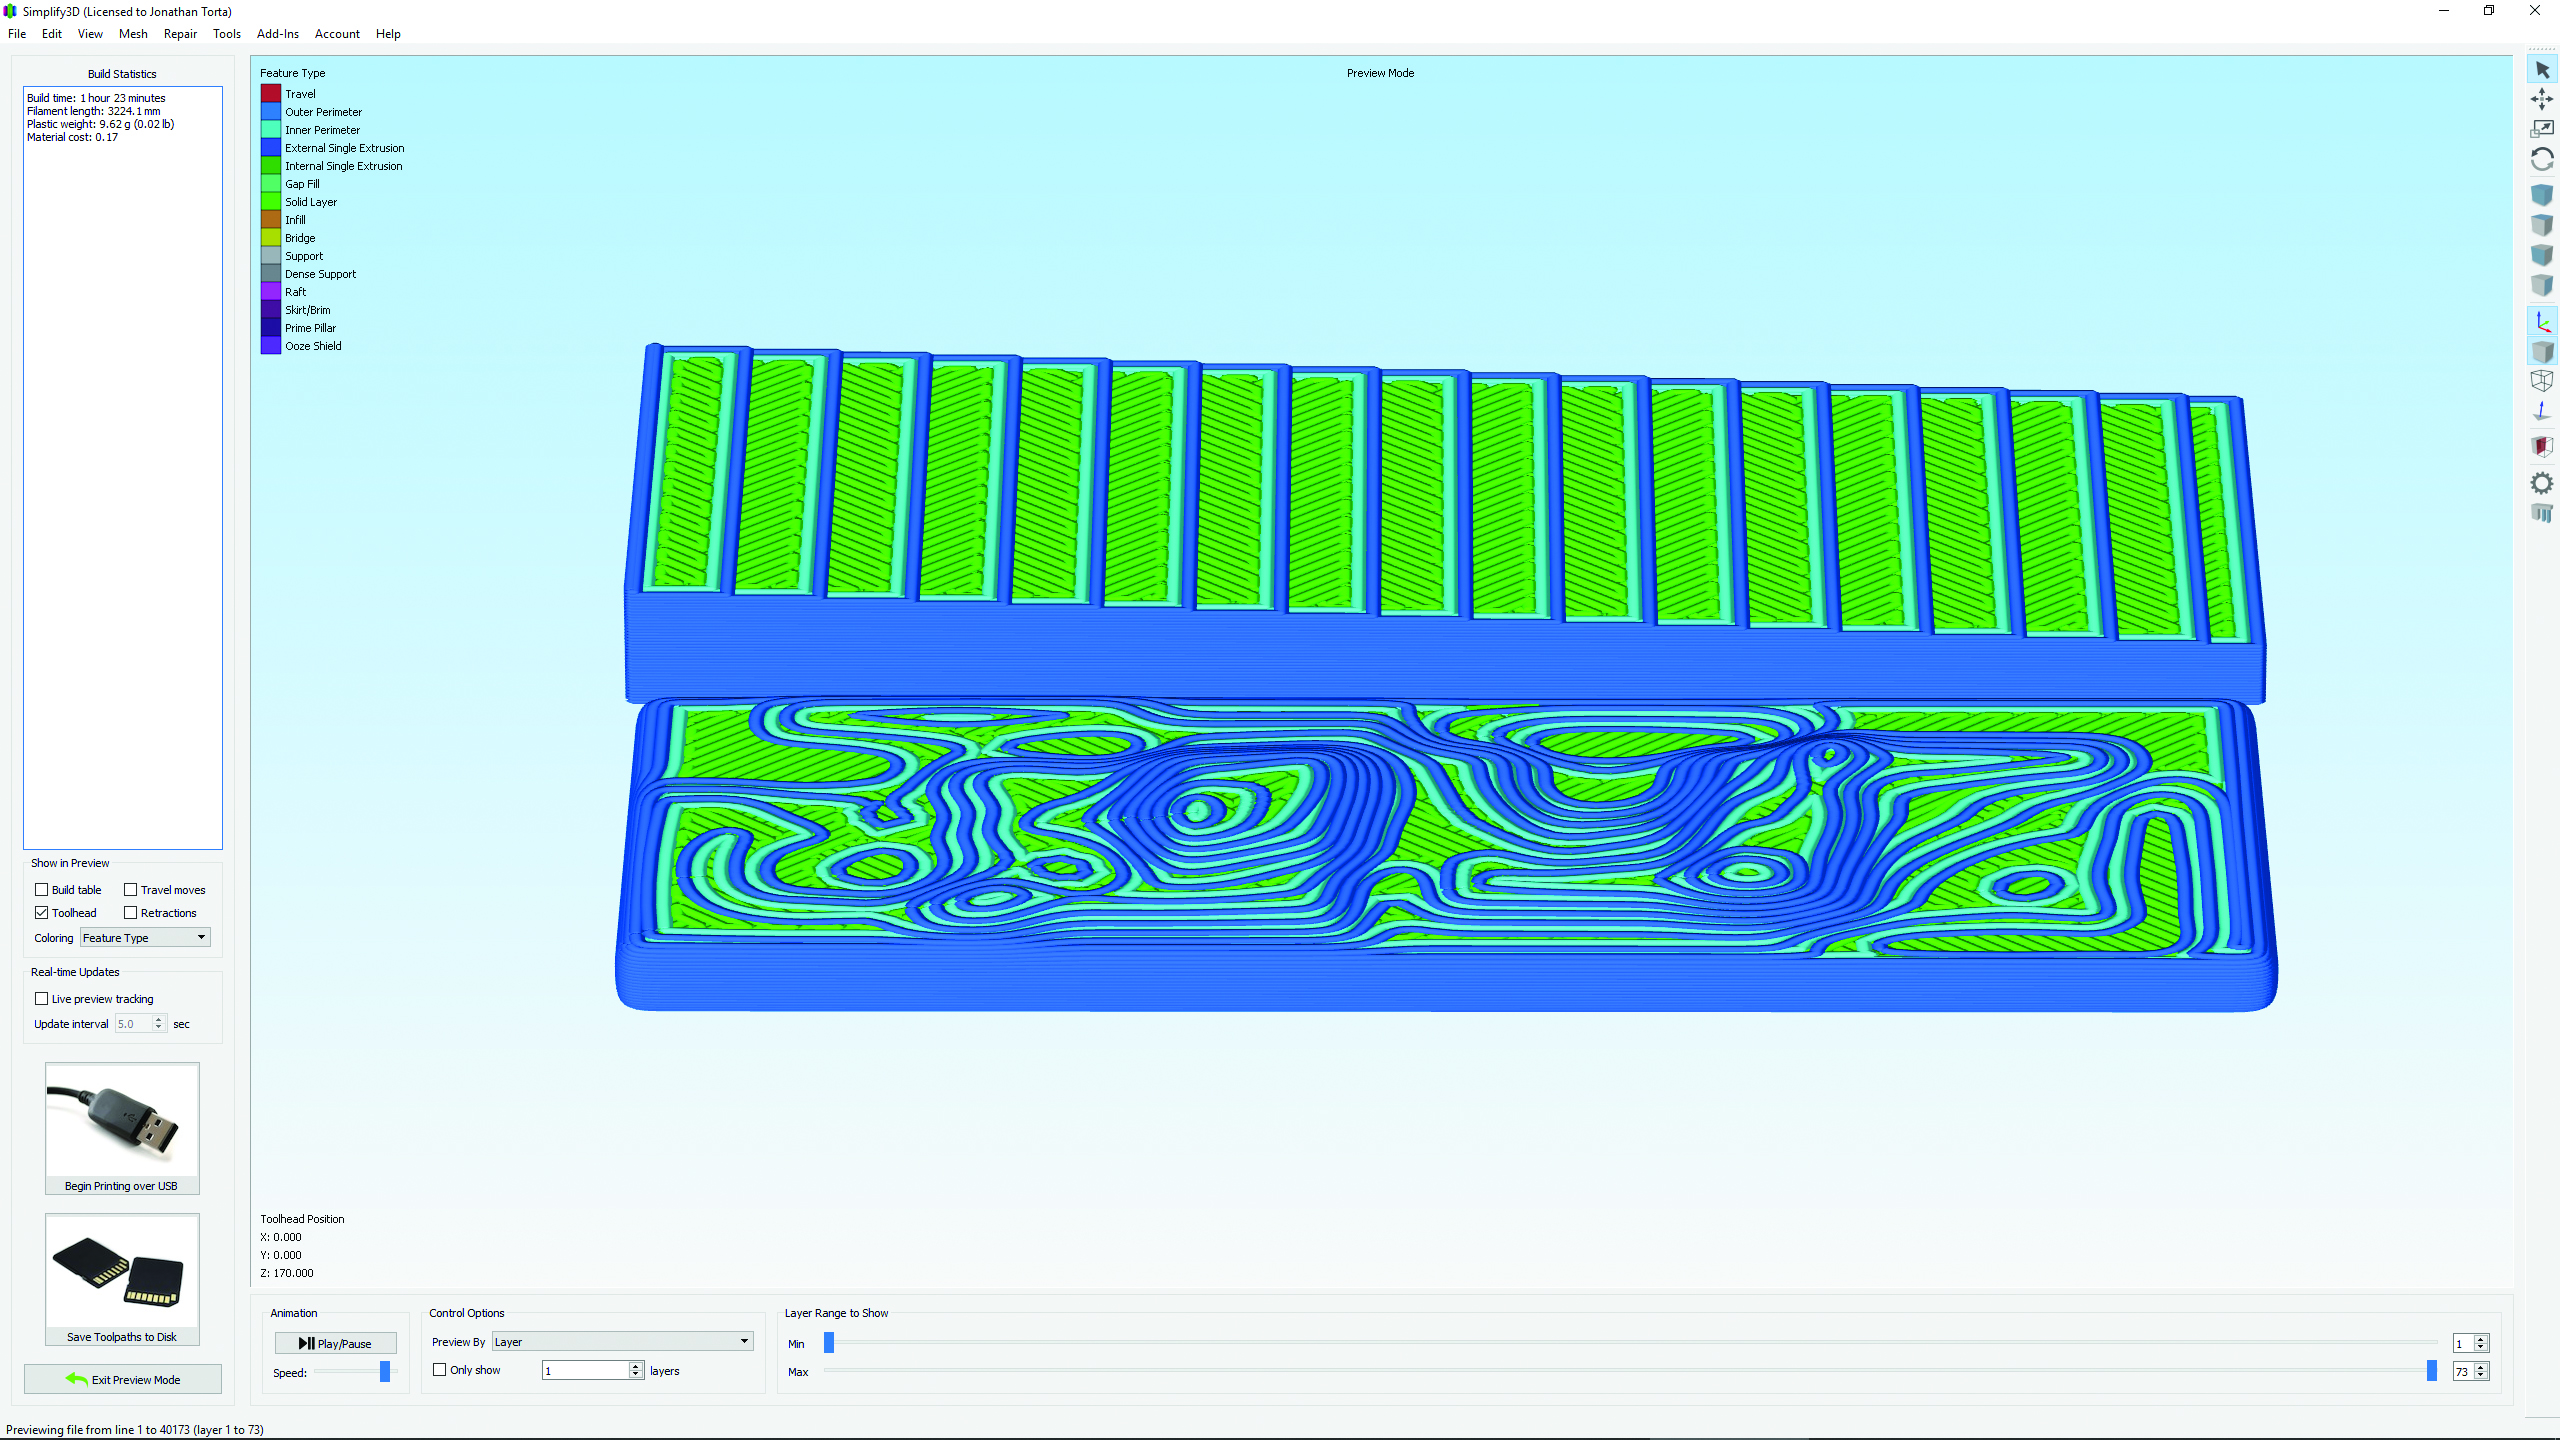 Simplify3D (Licensed to Jonathan Torta)
File Edit View Mesh Repair Tools Add-Ins Account Help
Build Statistics
Build time: 1 hour 23 minutes
Filament length: 3224.1 mm
Plastic weight: 9.62 g (0.02 lb)
Material cost: 0.17
Show in Preview
Build table Travel moves
Toolhead Retractions
Coloring Feature Type
Real-time Updates
Live preview tracking
Update interval 5.0 sec
Begin Printing over USB
Save Toolpaths to Disk
Exit Preview Mode
Feature Type
Travel
Outer Perimeter
Inner Perimeter
External Single Extrusion
Internal Single Extrusion
Gap Fill
Solid Layer
Infill
Bridge
Support
Dense Support
Raft
Skirt/Brim
Prime Pillar
Ooze Shield
Preview Mode
Toolhead Position
X: 0.000
Y: 0.000
Z: 170.000
Animation
Play/Pause
Speed:
Control Options
Preview By Layer
Only show 1 layers
Layer Range to Show
Min 1
Max 73
Previewing file from line 1 to 40173 (layer 1 to 73)